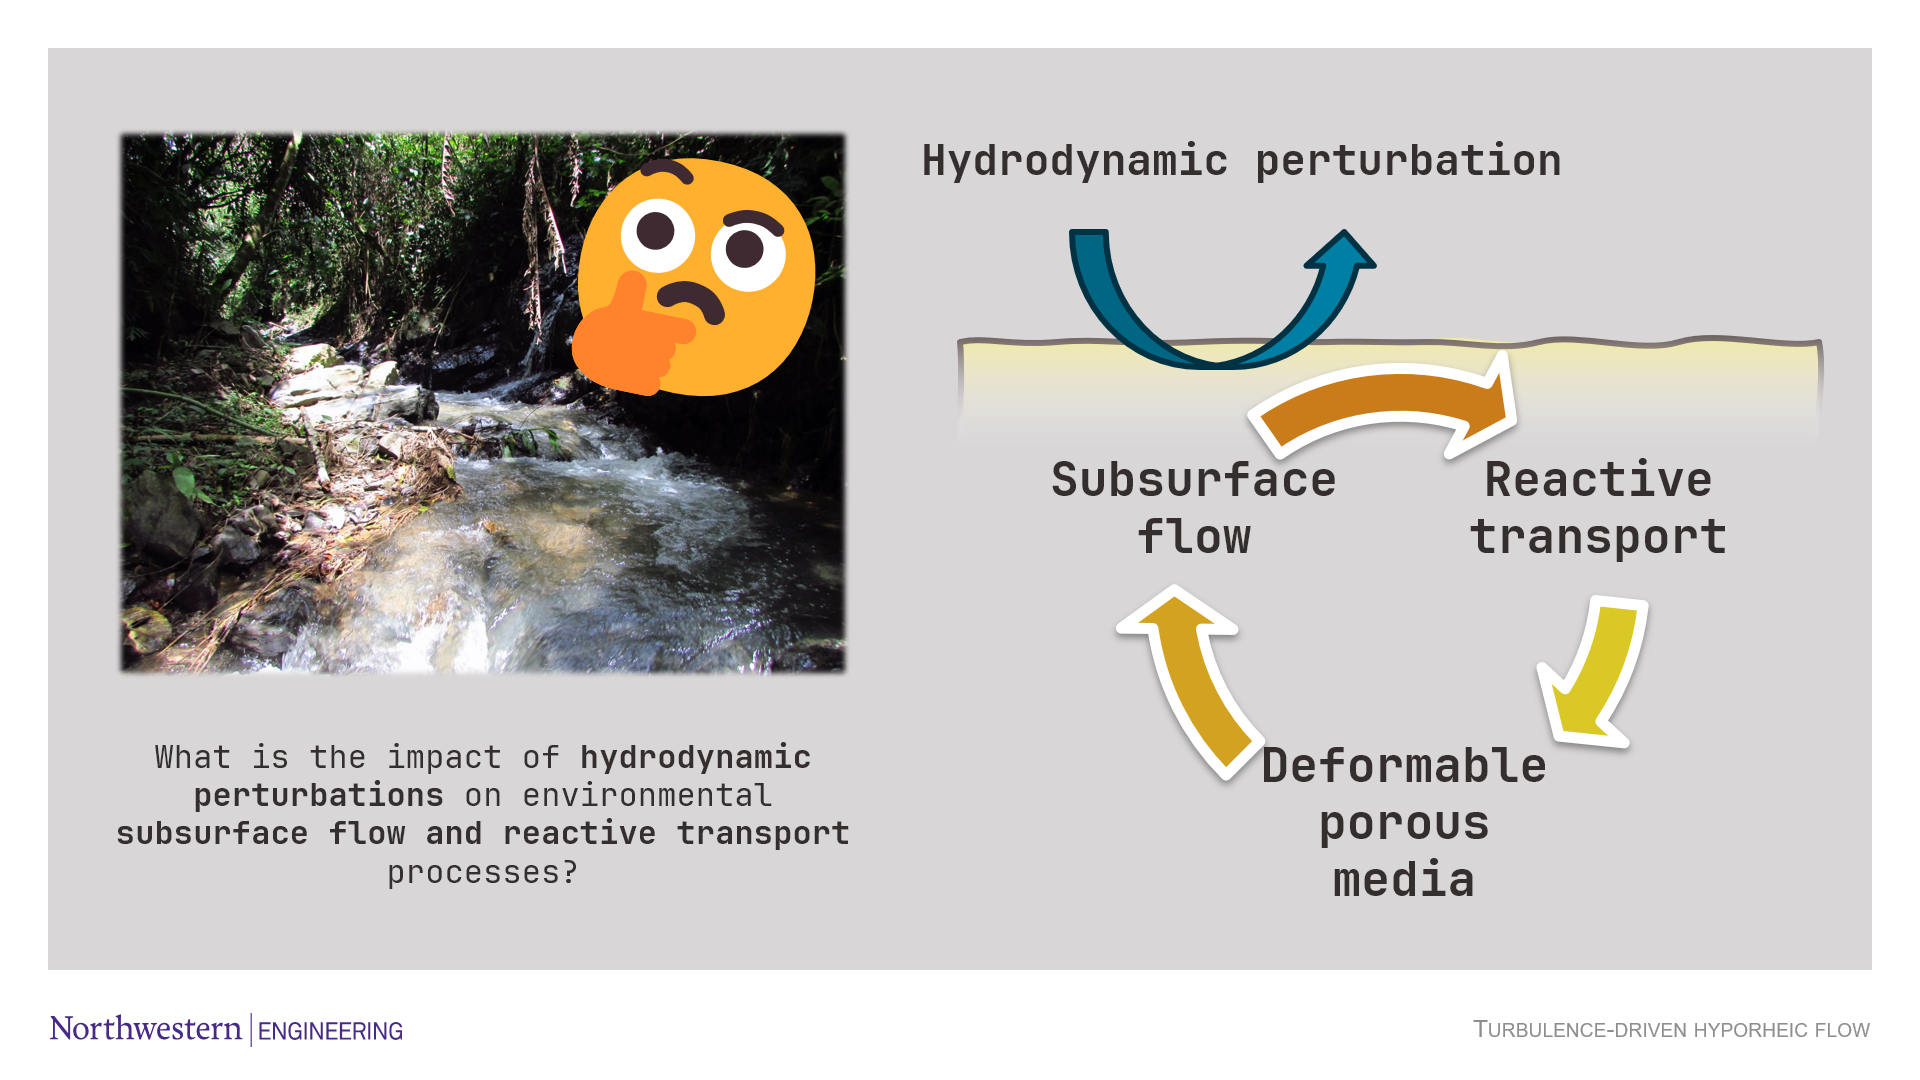 Hydrodynamic perturbation
Subsurface
flow
Reactive
transport
Deformable
porous
media
What is the impact of hydrodynamic
perturbations on environmental
subsurface flow and reactive transport
processes?
Northwestern | ENGINEERING
TURBULENCE-DRIVEN HYPORHEIC FLOW